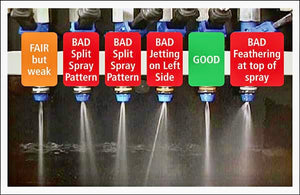 FAIR
but
weak
BAD
Split
Spray
Pattern
BAD
Split
Spray
Pattern
BAD
Jetting
on Left
Side
GOOD
BAD
Feathering
at top of
spray